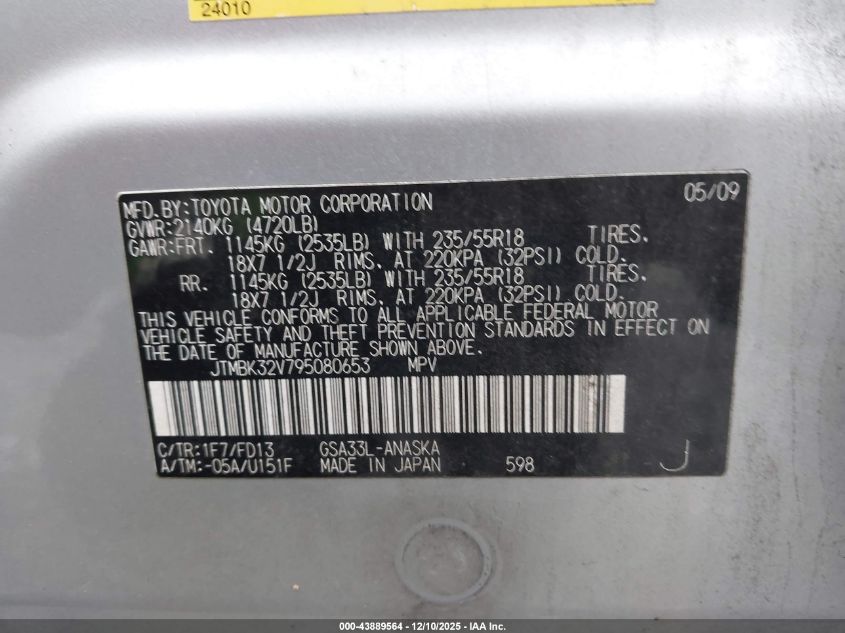 24010
MFD.BY:TOYOTA MOTOR CORPORATION 05/09
GVWR:2140KG (4720LB)
GAWR:FRT. 1145KG (2535LB) WITH 235/55R18 TIRES.
18X7 1/2J RIMS. AT 220KPA (32PSI) COLD.
RR. 1145KG (2535LB) WITH 235/55R18 TIRES.
18X7 1/2J RIMS. AT 220KPA (32PSI) COLD.
THIS VEHICLE CONFORMS TO ALL APPLICABLE FEDERAL MOTOR
VEHICLE SAFETY AND THEFT PREVENTION STANDARDS IN EFFECT ON
THE DATE OF MANUFACTURE SHOWN ABOVE.
JTMBK32V795080653 MPV
C/TR:1F7/FD13 GSA33L-ANASKA
A/TM:-05A/U151F MADE IN JAPAN 598 J
000-43889564 - 12/10/2025 - IAA Inc.